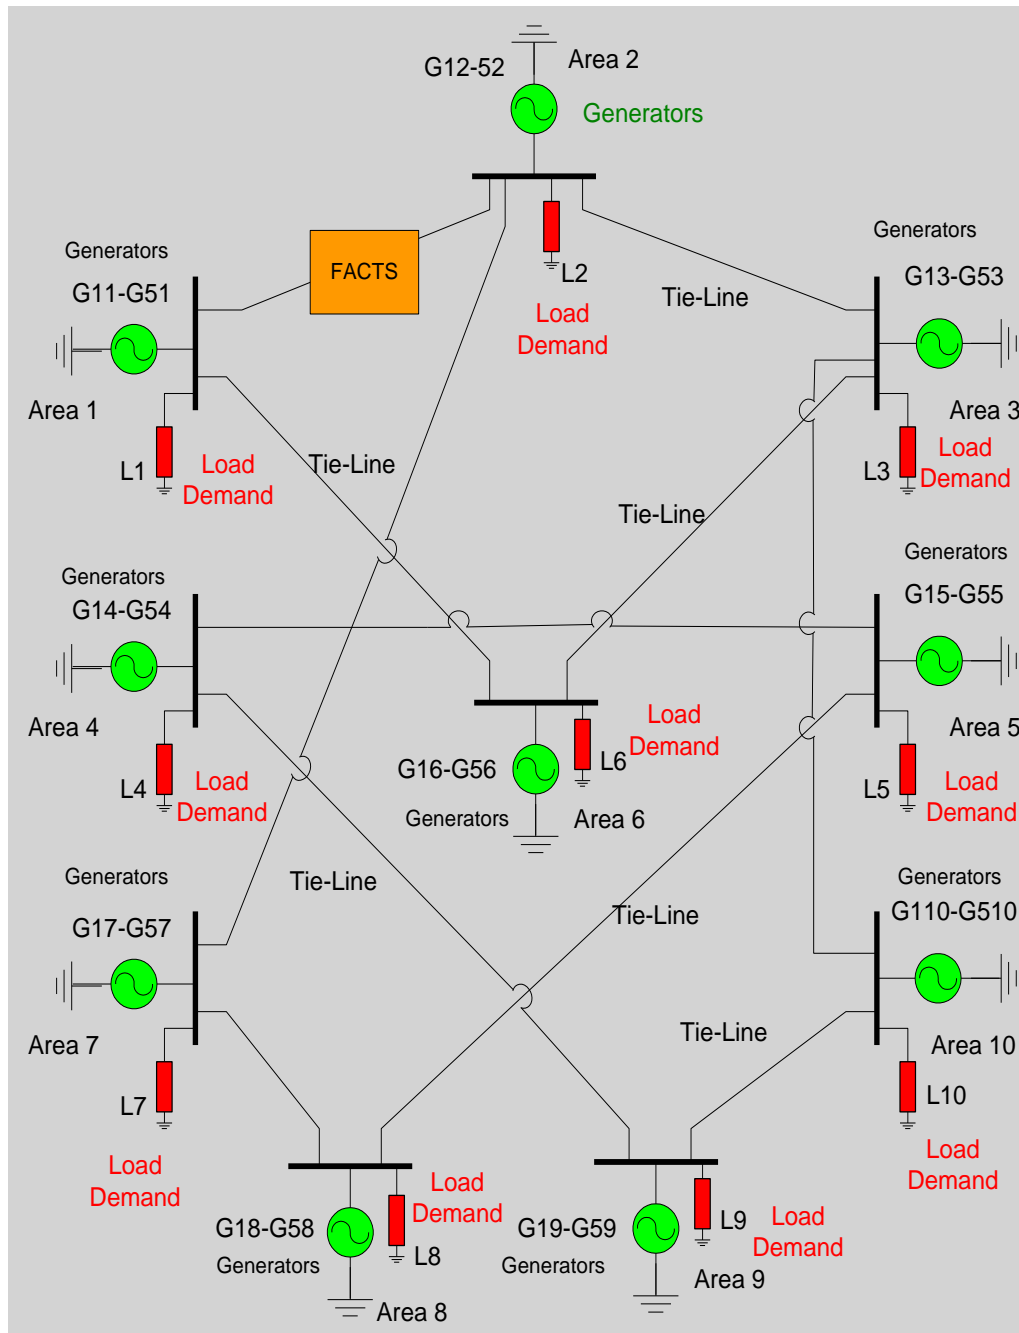 G12-52
Area 2
Generators
FACTS
L2
Load
Demand
Tie-Line
Generators
G11-G51
Area 1
L1
Load
Demand
Generators
G13-G53
Area 3
L3
Load
Demand
Tie-Line
Tie-Line
Generators
G14-G54
Area 4
L4
Load
Demand
Generators
G15-G55
Area 5
L5
Load
Demand
Load
Demand
L6
G16-G56
Generators
Area 6
Tie-Line
Tie-Line
Generators
G17-G57
Area 7
L7
Load
Demand
Generators
G110-G510
Area 10
L10
Load
Demand
Tie-Line
G18-G58
Generators
L8
Load
Demand
Area 8
G19-G59
Generators
L9
Load
Demand
Area 9